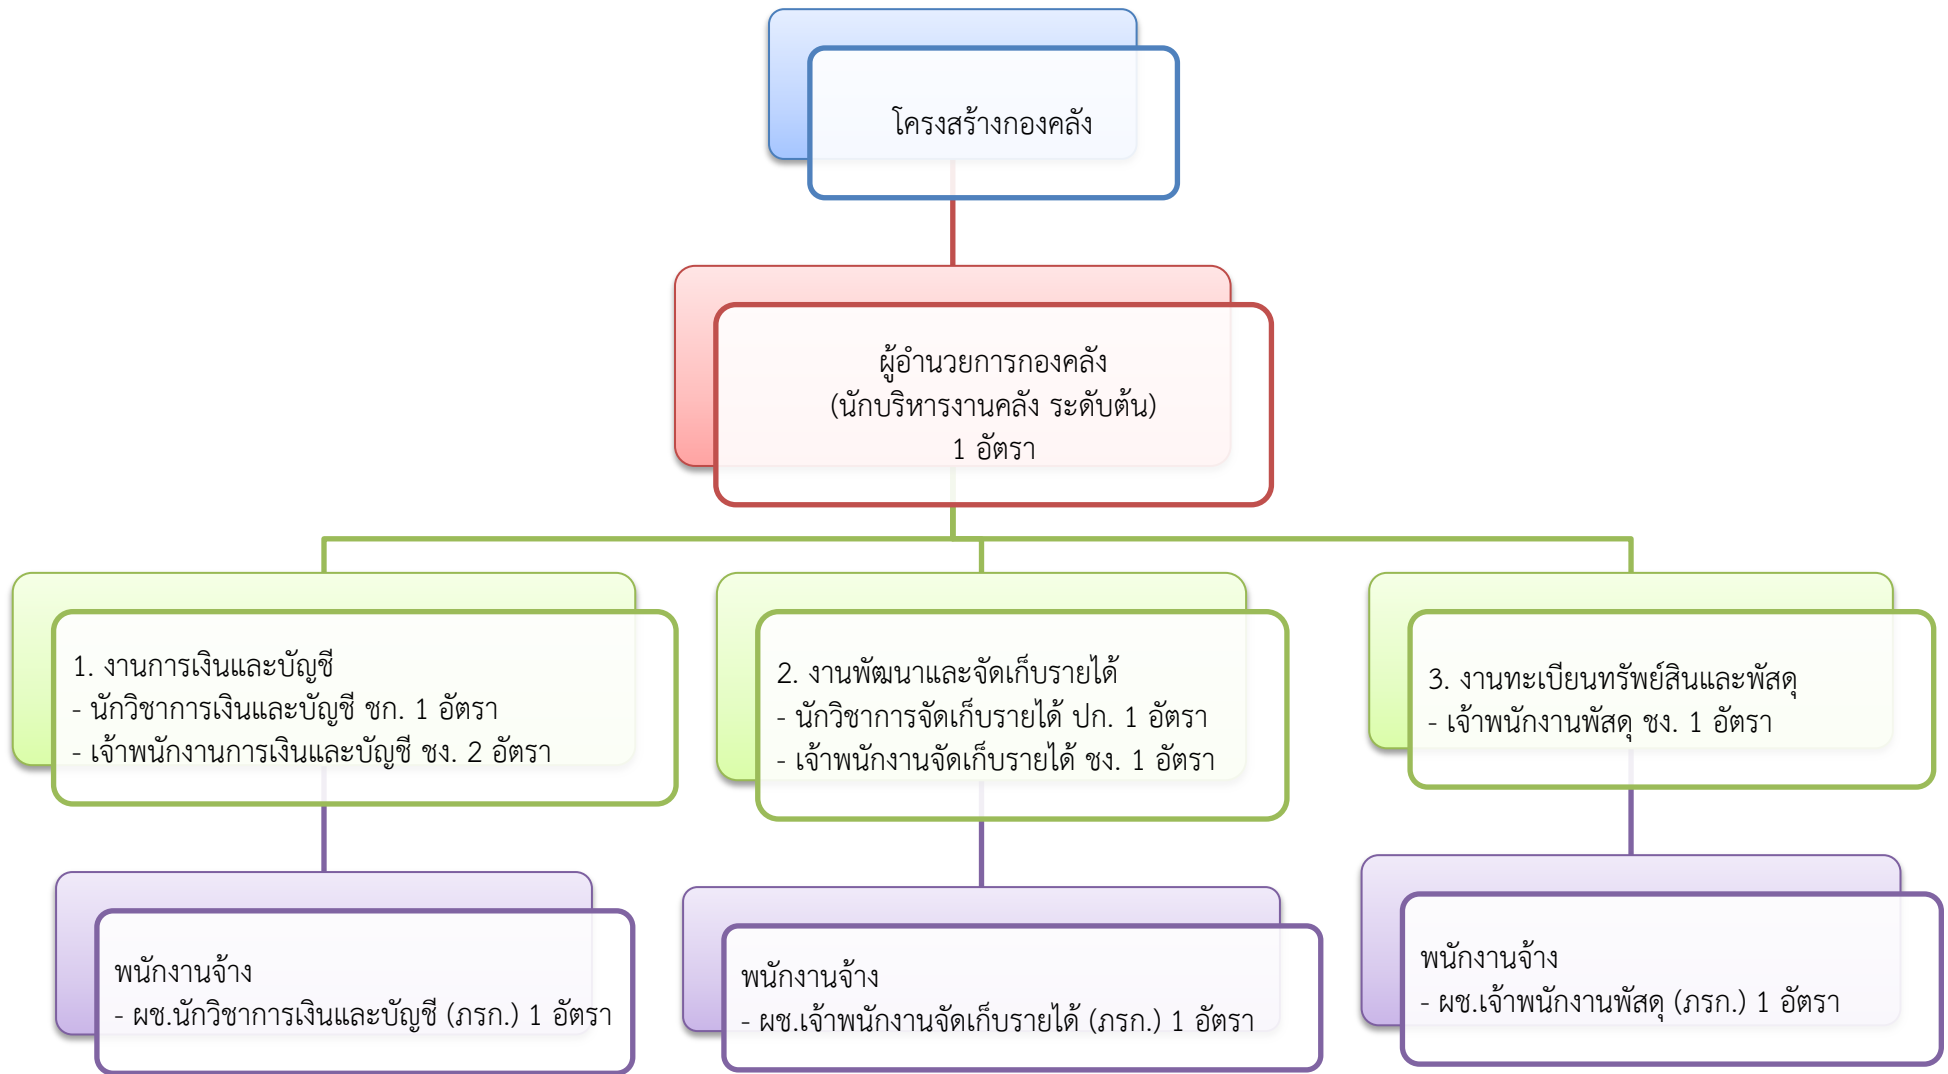 โครงสร้างกองคลัง
ผู้อำนวยการกองคลัง
(นักบริหารงานคลัง ระดับต้น)
1 อัตรา
1. งานการเงินและบัญชี
- นักวิชาการเงินและบัญชี ชก. 1 อัตรา
- เจ้าพนักงานการเงินและบัญชี ชง. 2 อัตรา
2. งานพัฒนาและจัดเก็บรายได้
- นักวิชาการจัดเก็บรายได้ ปก. 1 อัตรา
- เจ้าพนักงานจัดเก็บรายได้ ชง. 1 อัตรา
3. งานทะเบียนทรัพย์สินและพัสดุ
- เจ้าพนักงานพัสดุ ชง. 1 อัตรา
พนักงานจ้าง
- ผช.นักวิชาการเงินและบัญชี (ภรก.) 1 อัตรา
พนักงานจ้าง
- ผช.เจ้าพนักงานจัดเก็บรายได้ (ภรก.) 1 อัตรา
พนักงานจ้าง
- ผช.เจ้าพนักงานพัสดุ (ภรก.) 1 อัตรา